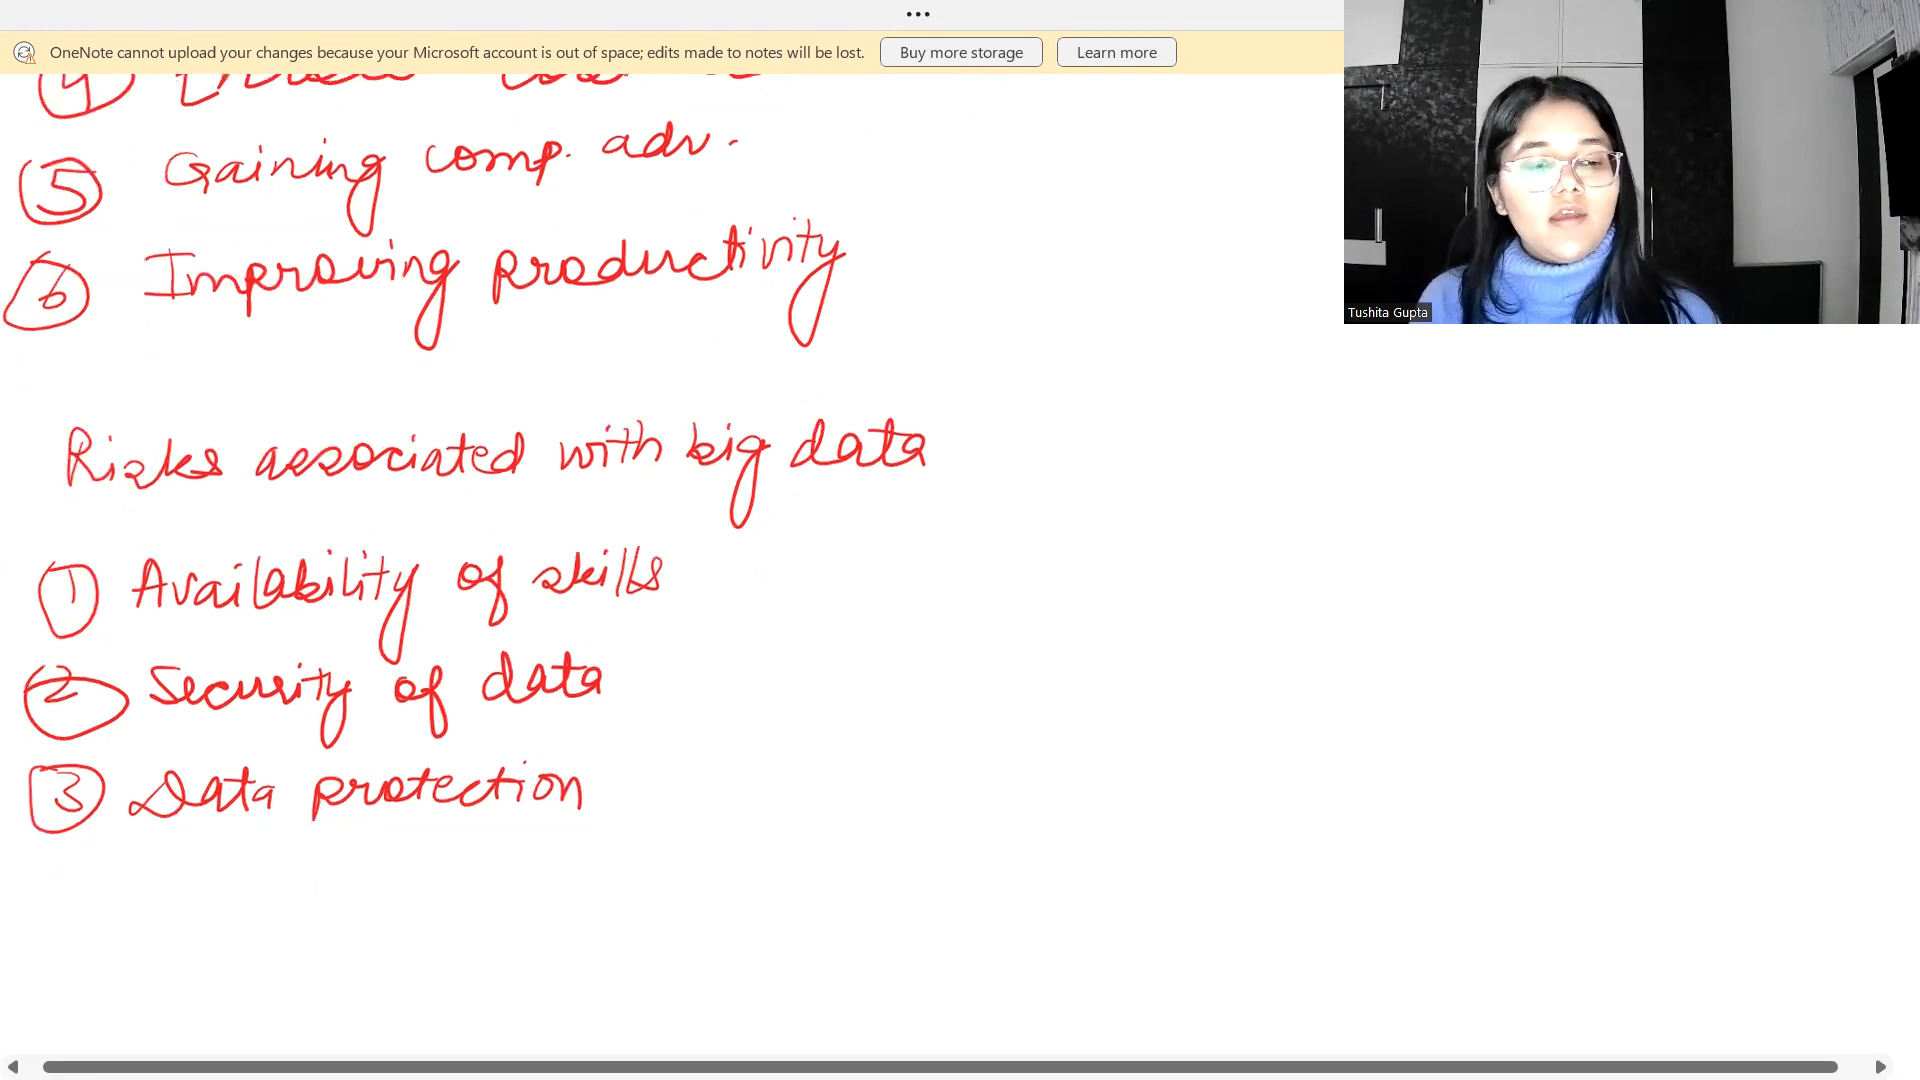 ...
OneNote cannot upload your changes because your Microsoft account is out of space; edits made to notes will be lost. Buy more storage Learn more
4
5 Gaining comp. adv.
6 Improving productivity
Risks associated with big data
1 Availability of skills
2 Security of data
3 Data protection
Tushita Gupta